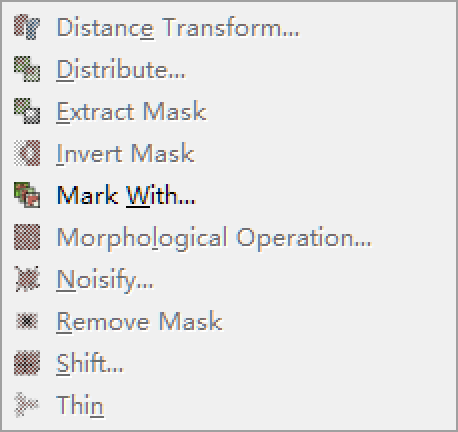 Distance Transform...
Distribute...
Extract Mask
Invert Mask
Mark With...
Morphological Operation...
Noisify...
Remove Mask
Shift...
Thin